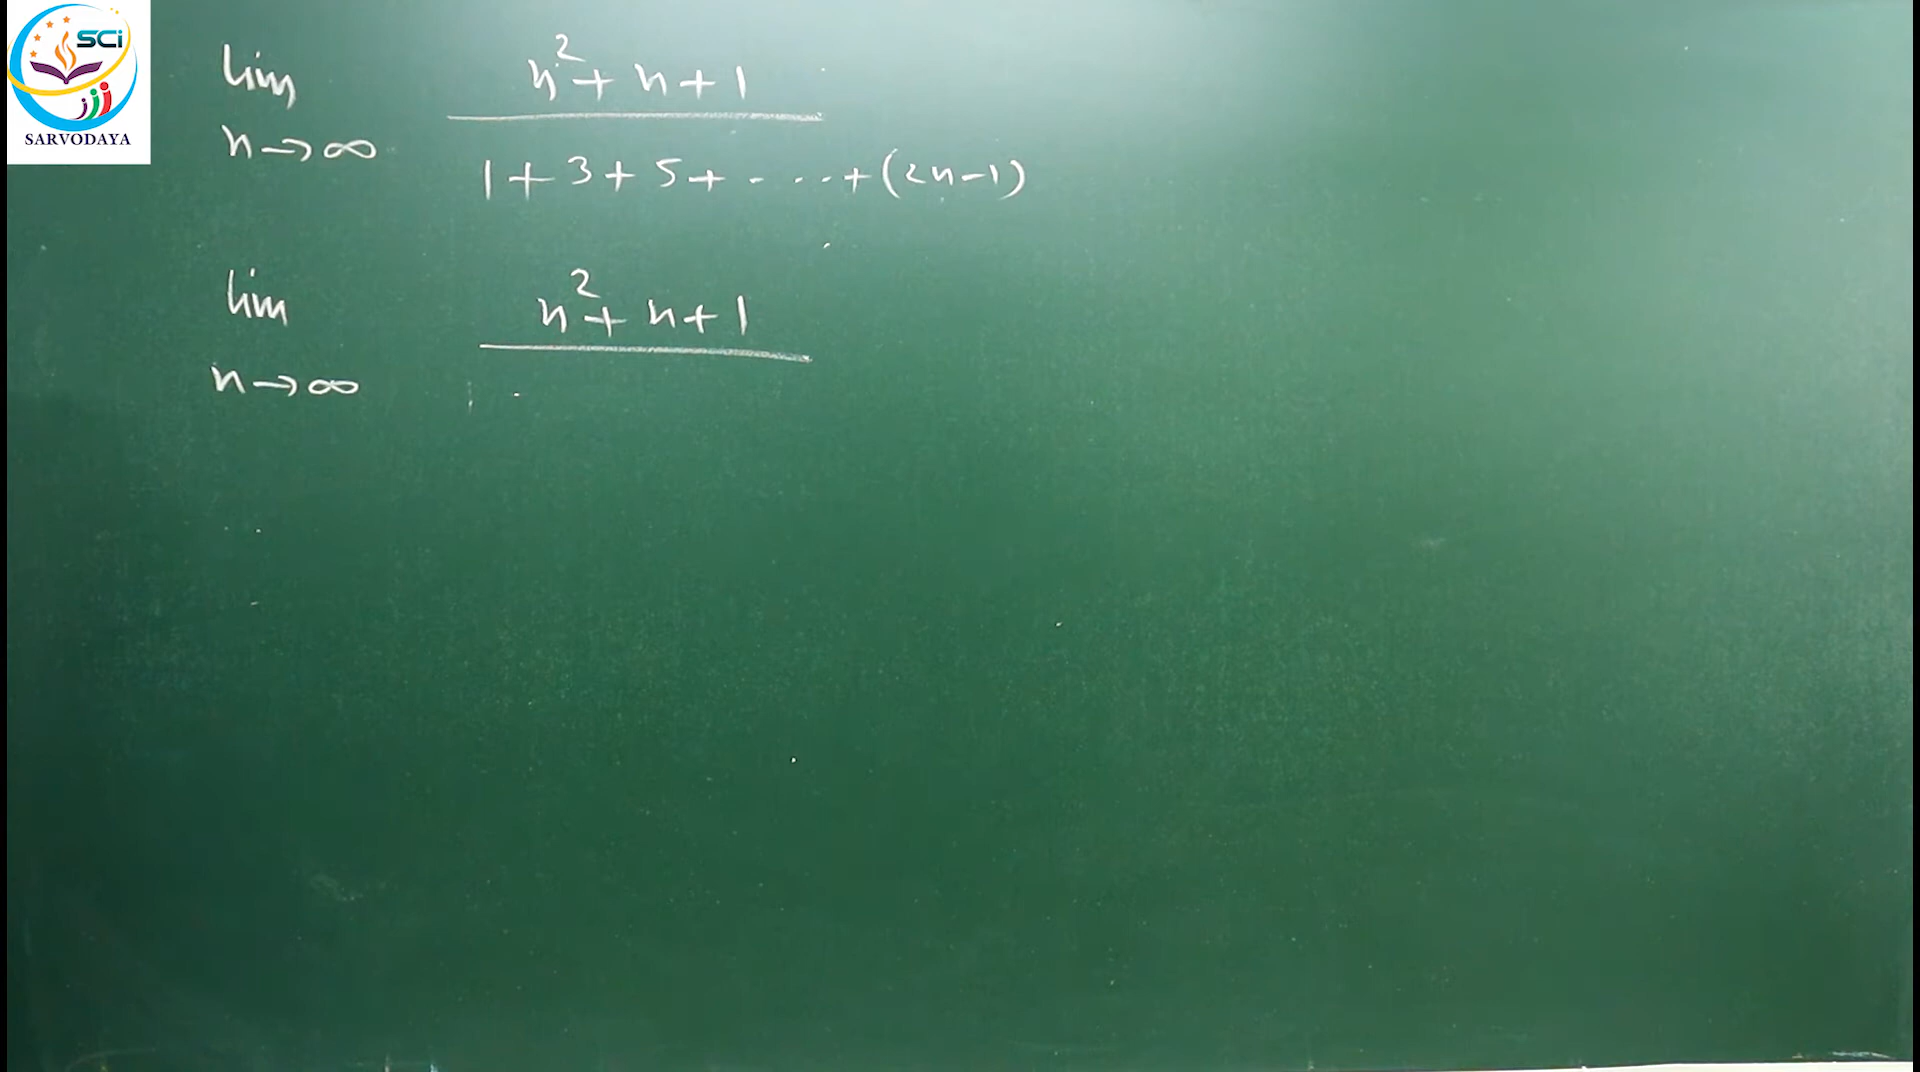 SCi
SARVODAYA
lim n→∞ n²+n+1 / 1+3+5+-...+(2n-1)
lim n→∞ n²+n+1